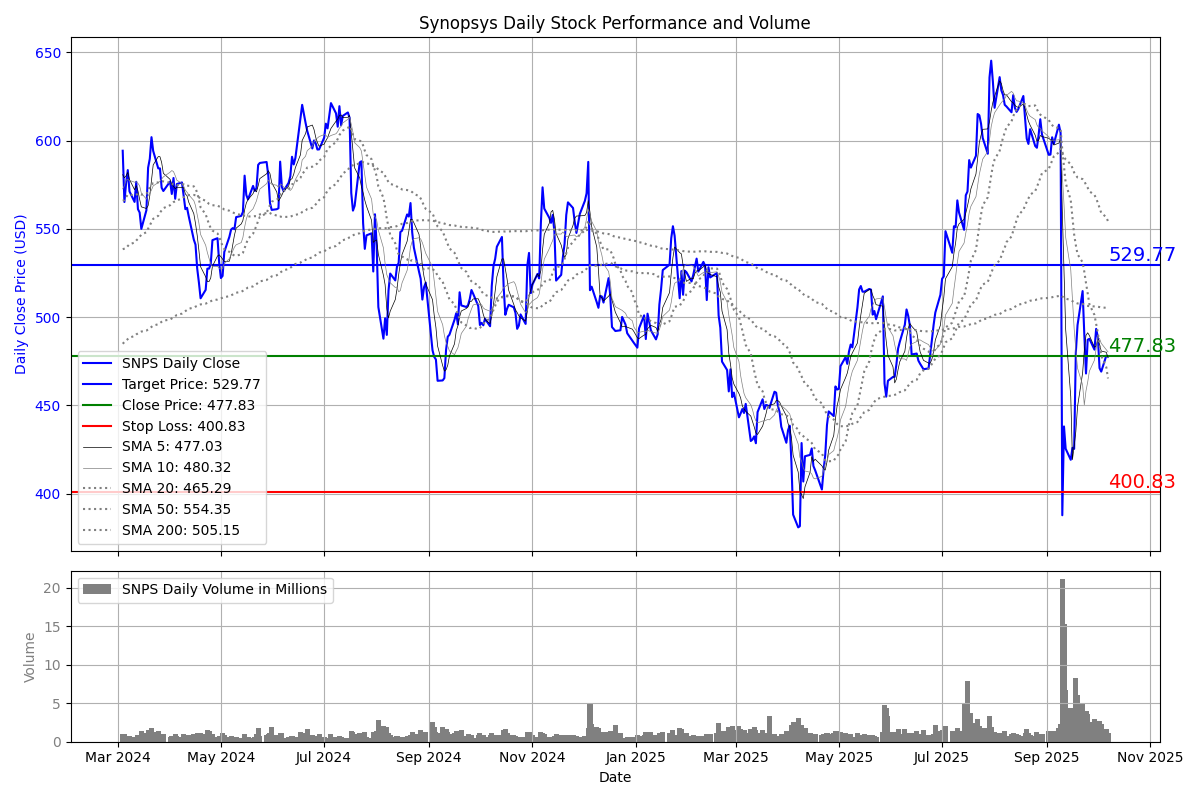 Synopsys Daily Stock Performance and Volume
650
600
550
500
450
400
Daily Close Price (USD)
529.77
477.83
400.83
SNPS Daily Close
Target Price: 529.77
Close Price: 477.83
Stop Loss: 400.83
SMA 5: 477.03
SMA 10: 480.32
SMA 20: 465.29
SMA 50: 554.35
SMA 200: 505.15
SNPS Daily Volume in Millions
20
15
10
5
0
Volume
Mar 2024 May 2024 Jul 2024 Sep 2024 Nov 2024 Jan 2025 Mar 2025 May 2025 Jul 2025 Sep 2025 Nov 2025
Date